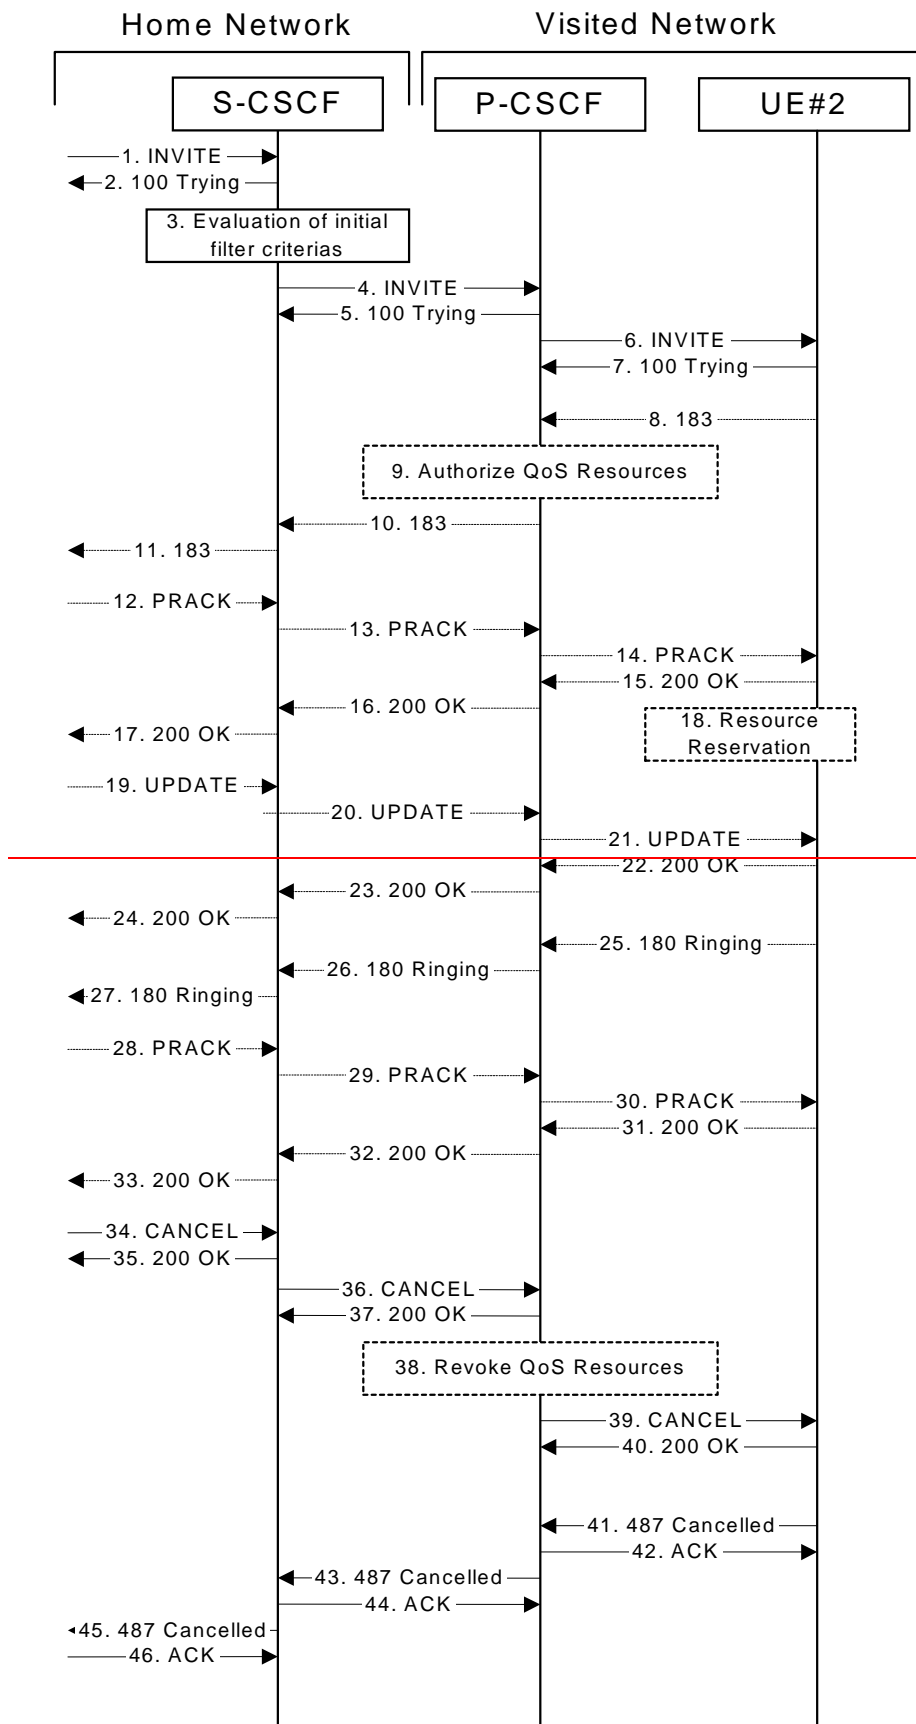 Home Network
Visited Network
S-CSCF
P-CSCF
UE#2
1. INVITE
2. 100 Trying
3. Evaluation of initial
filter criterias
4. INVITE
5. 100 Trying
6. INVITE
7. 100 Trying
8. 183
9. Authorize QoS Resources
10. 183
11. 183
12. PRACK
13. PRACK
14. PRACK
15. 200 OK
16. 200 OK
17. 200 OK
18. Resource
Reservation
19. UPDATE
20. UPDATE
21. UPDATE
22. 200 OK
23. 200 OK
24. 200 OK
25. 180 Ringing
26. 180 Ringing
27. 180 Ringing
28. PRACK
29. PRACK
30. PRACK
31. 200 OK
32. 200 OK
33. 200 OK
34. CANCEL
35. 200 OK
36. CANCEL
37. 200 OK
38. Revoke QoS Resources
39. CANCEL
40. 200 OK
41. 487 Cancelled
42. ACK
43. 487 Cancelled
44. ACK
45. 487 Cancelled
46. ACK